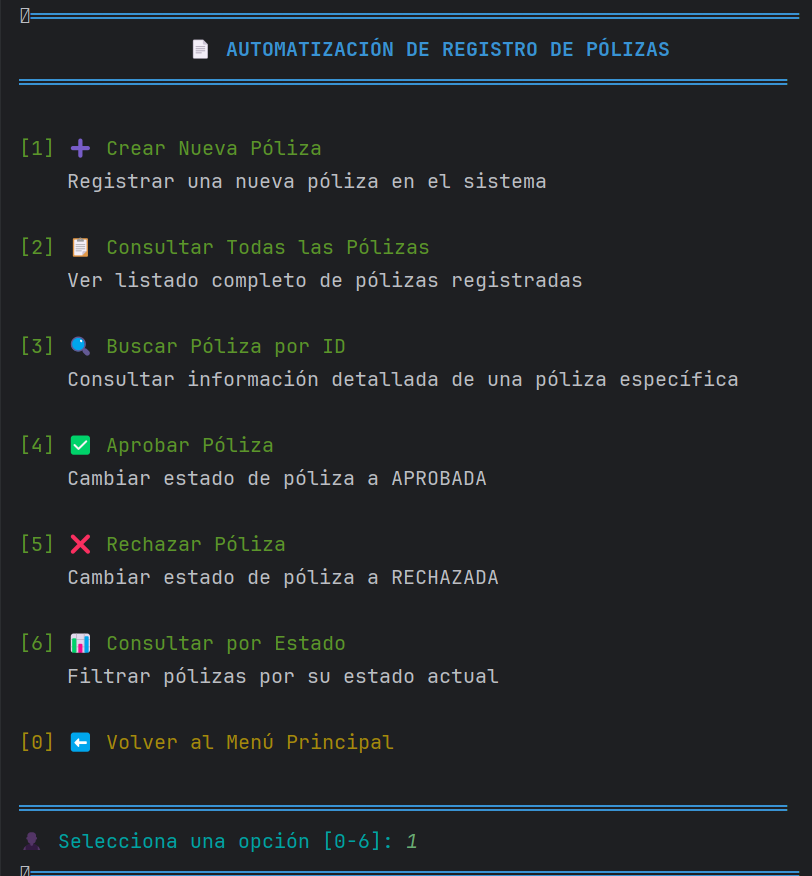 AUTOMATIZACIÓN DE REGISTRO DE PÓLIZAS
[1] ➕ Crear Nueva Póliza
Registrar una nueva póliza en el sistema
[2] 📋 Consultar Todas las Pólizas
Ver listado completo de pólizas registradas
[3] 🔍 Buscar Póliza por ID
Consultar información detallada de una póliza específica
[4] ✅ Aprobar Póliza
Cambiar estado de póliza a APROBADA
[5] ❌ Rechazar Póliza
Cambiar estado de póliza a RECHAZADA
[6] 📊 Consultar por Estado
Filtrar pólizas por su estado actual
[0] ⬅️ Volver al Menú Principal
👤 Selecciona una opción [0-6]: 1